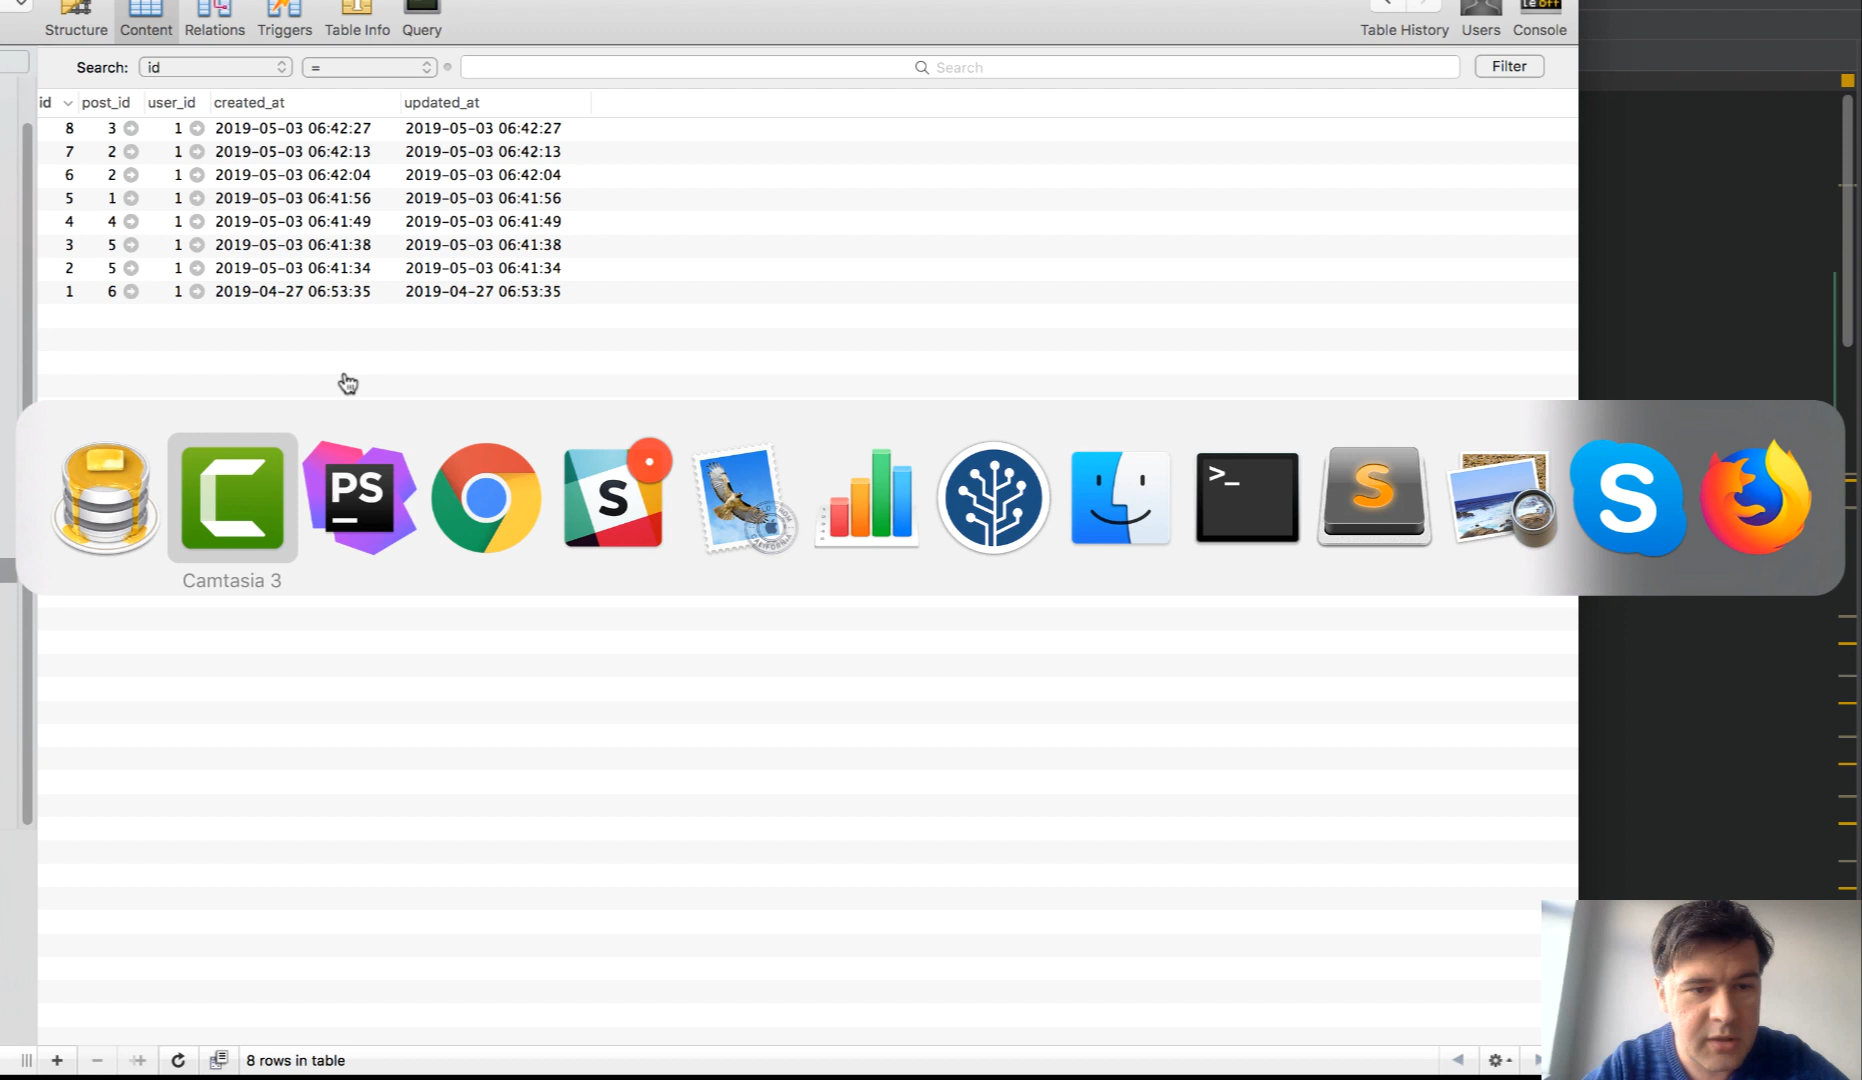 Structure Content Relations Triggers Table Info Query Table History Users Console
Search: id = Search Filter
id post_id user_id created_at updated_at
8 3 1 2019-05-03 06:42:27 2019-05-03 06:42:27
7 2 1 2019-05-03 06:42:13 2019-05-03 06:42:13
6 2 1 2019-05-03 06:42:04 2019-05-03 06:42:04
5 1 1 2019-05-03 06:41:56 2019-05-03 06:41:56
4 4 1 2019-05-03 06:41:49 2019-05-03 06:41:49
3 5 1 2019-05-03 06:41:38 2019-05-03 06:41:38
2 5 1 2019-05-03 06:41:34 2019-05-03 06:41:34
1 6 1 2019-04-27 06:53:35 2019-04-27 06:53:35
PS S >_ S S
Camtasia 3
8 rows in table